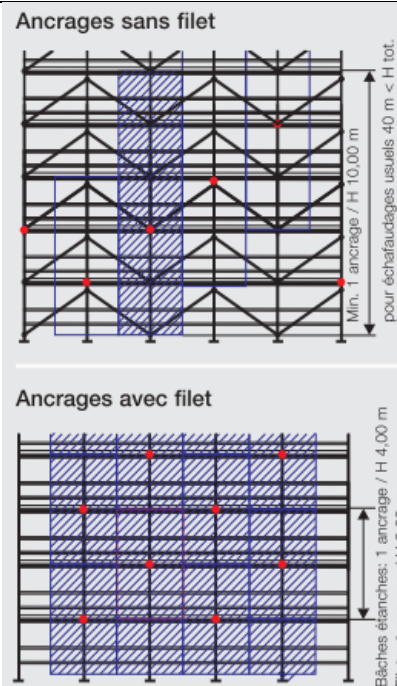 Ancrages sans filet
Min. 1 ancrage / H 10,00 m
pour échafaudages usuels 40 m < H tot.
Ancrages avec filet
Bâches étanches: 1 ancrage / H 4,00 m